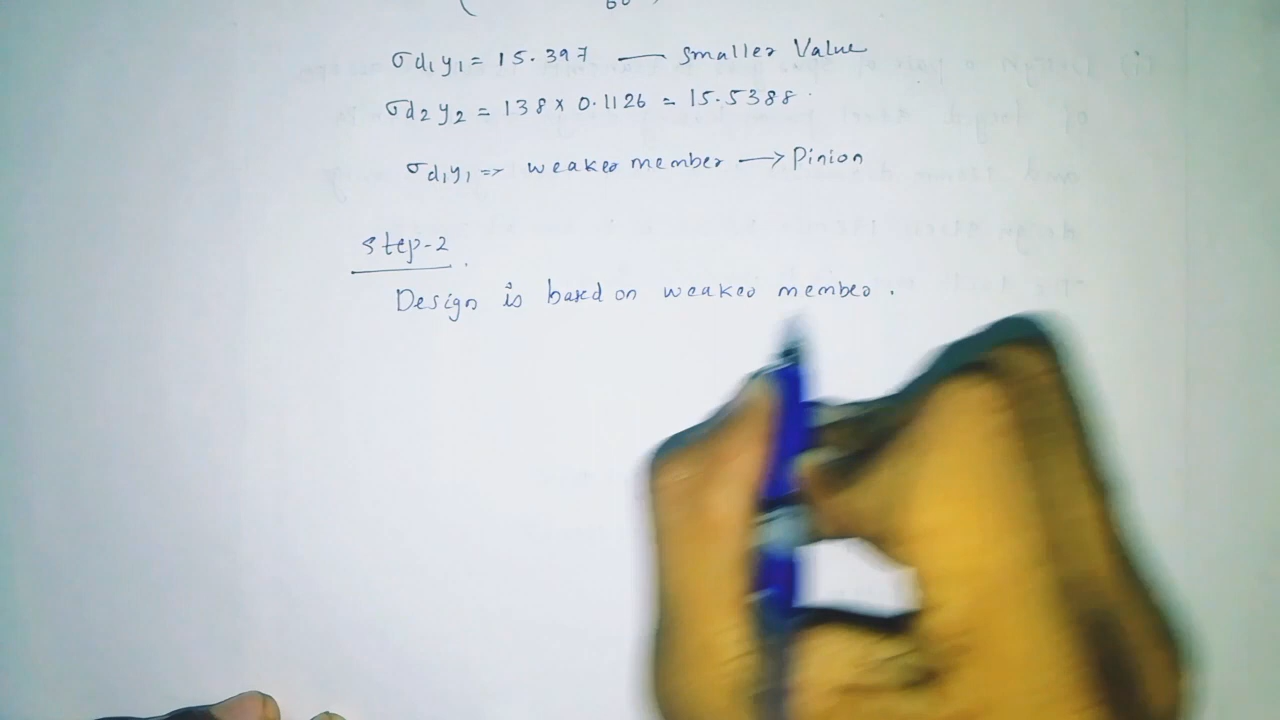 σd1y1 = 15.397 — smaller Value
σd2y2 = 138 x 0.1126 = 15.5388
σd1y1 => weaker member —> Pinion
Step-2
Design is based on weaker member.